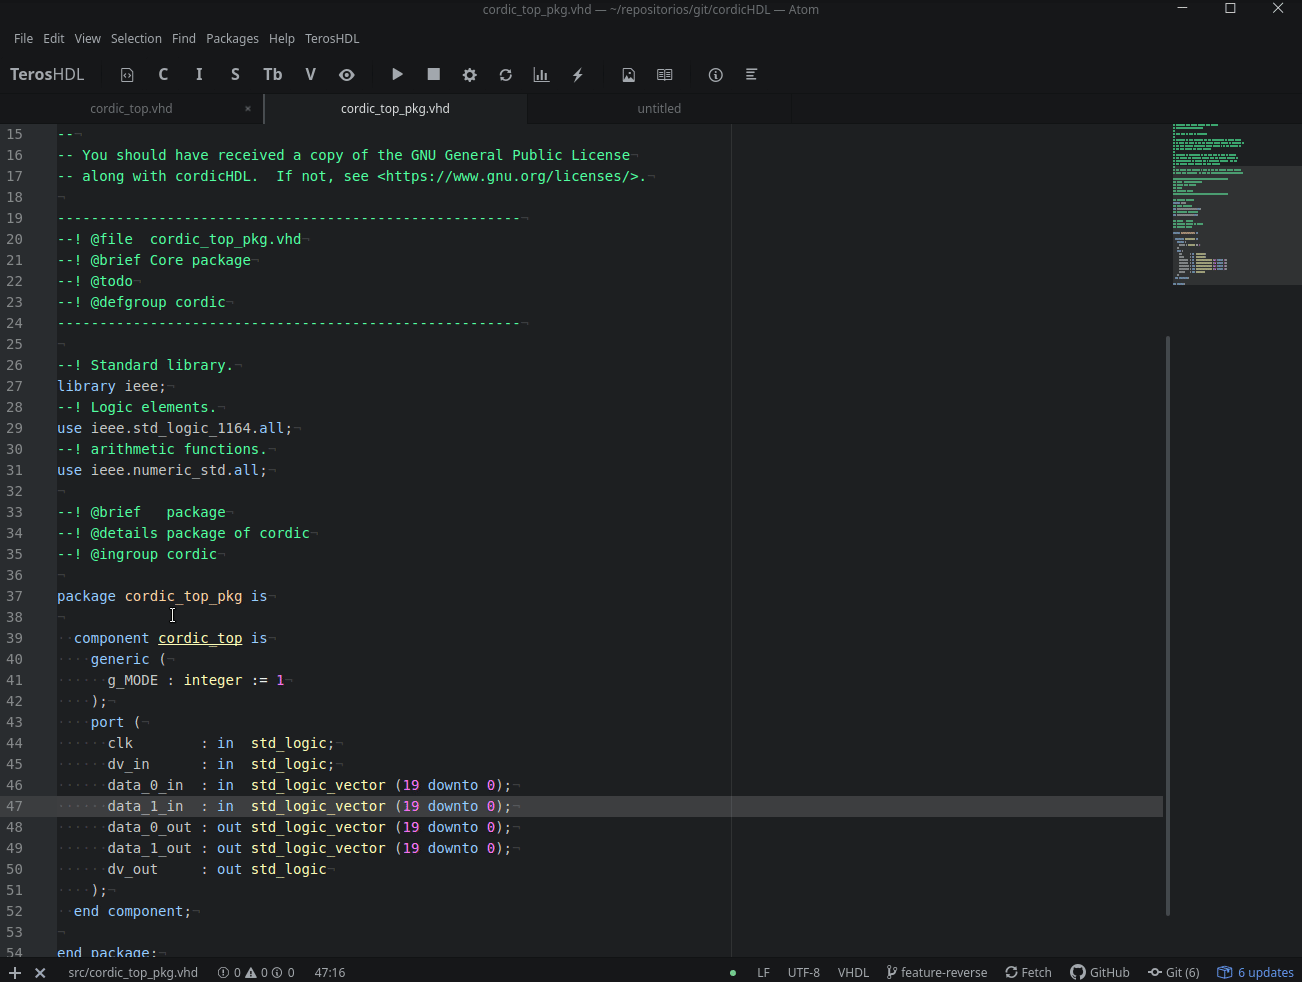 cordic_top_pkg.vhd — ~/repositorios/git/cordicHDL — Atom
File Edit View Selection Find Packages Help TerosHDL
TerosHDL C I S Tb V
cordic_top.vhd × cordic_top_pkg.vhd untitled
15 --
16 -- You should have received a copy of the GNU General Public License
17 -- along with cordicHDL.  If not, see <https://www.gnu.org/licenses/>.
18
19 -------------------------------------------------------
20 --! @file  cordic_top_pkg.vhd
21 --! @brief Core package
22 --! @todo
23 --! @defgroup cordic
24 -------------------------------------------------------
25
26 --! Standard library.
27 library ieee;
28 --! Logic elements.
29 use ieee.std_logic_1164.all;
30 --! arithmetic functions.
31 use ieee.numeric_std.all;
32
33 --! @brief   package
34 --! @details package of cordic
35 --! @ingroup cordic
36
37 package cordic_top_pkg is
38
39   component cordic_top is
40     generic (
41       g_MODE : integer := 1
42     );
43     port (
44       clk        : in  std_logic;
45       dv_in      : in  std_logic;
46       data_0_in  : in  std_logic_vector (19 downto 0);
47       data_1_in  : in  std_logic_vector (19 downto 0);
48       data_0_out : out std_logic_vector (19 downto 0);
49       data_1_out : out std_logic_vector (19 downto 0);
50       dv_out     : out std_logic
51     );
52   end component;
53
54 end package;
src/cordic_top_pkg.vhd 0 0 0 47:16 LF UTF-8 VHDL feature-reverse Fetch GitHub Git (6) 6 updates